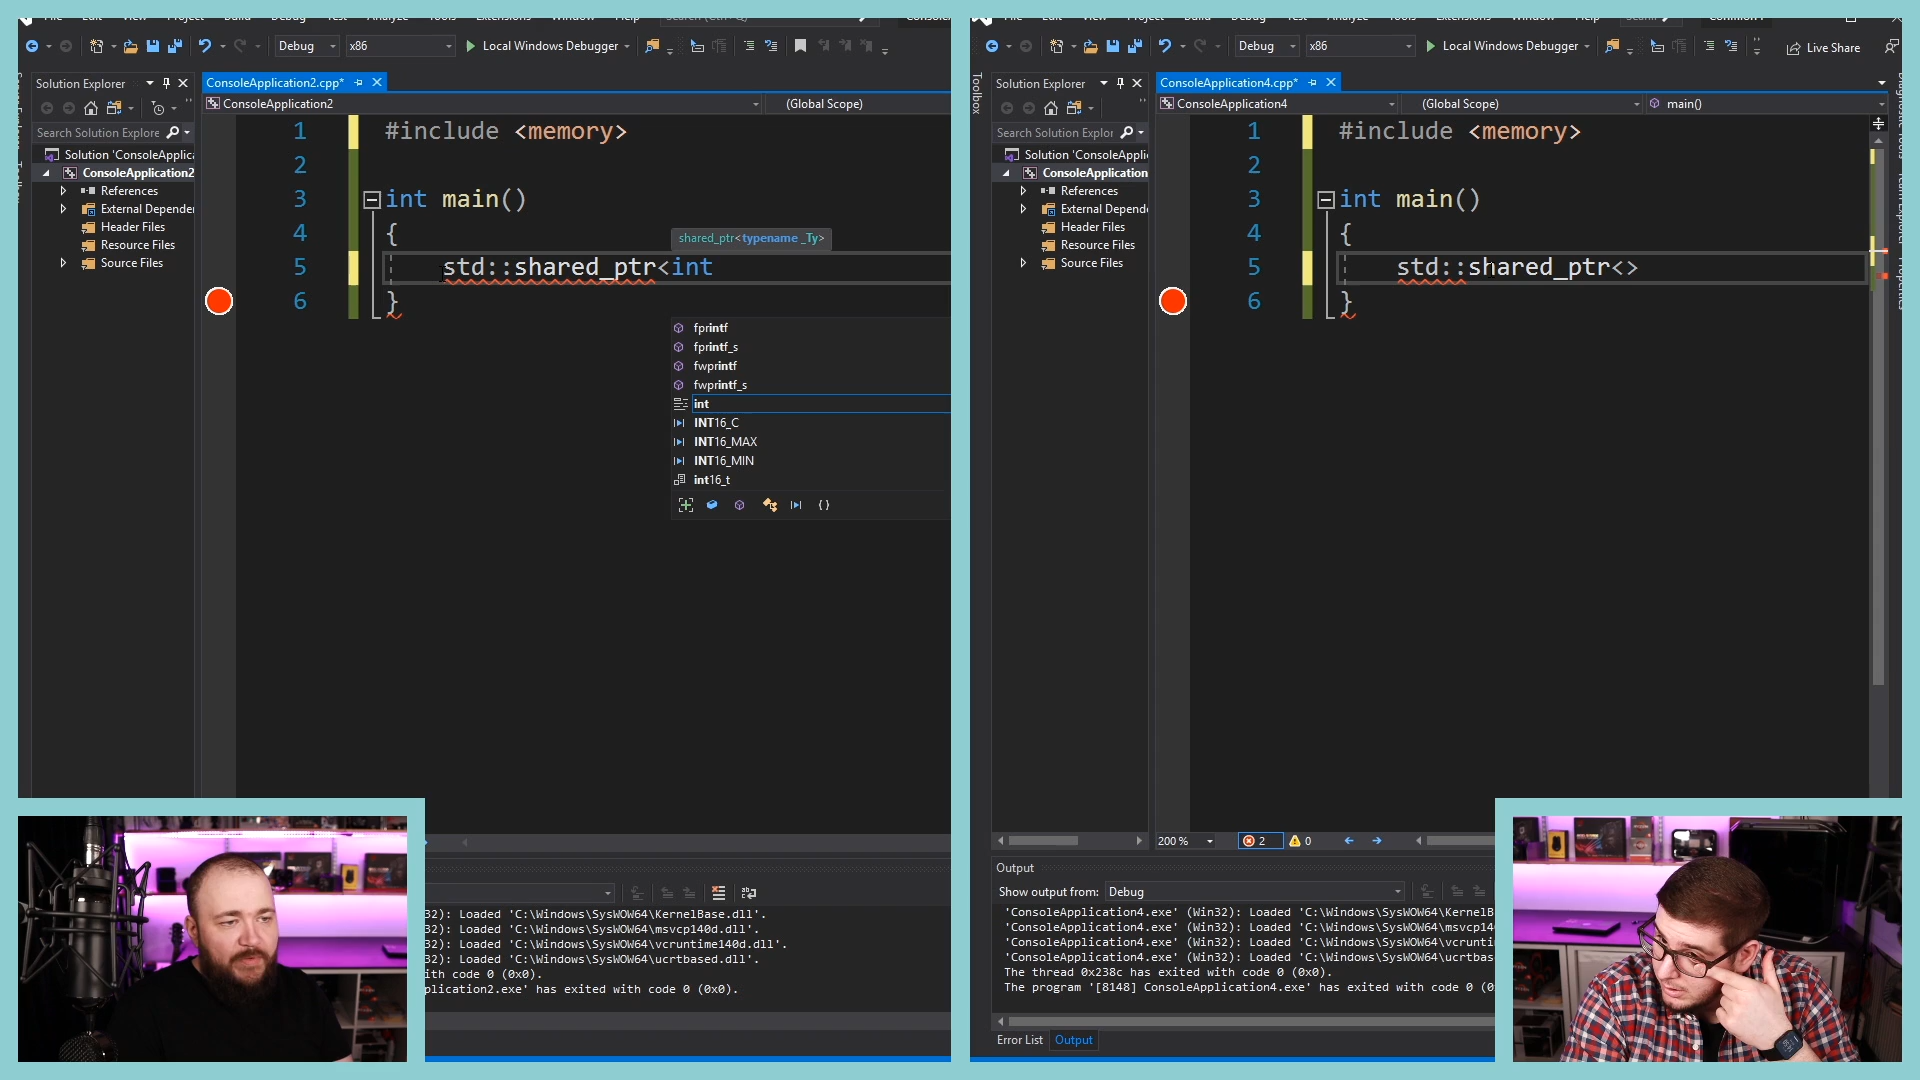 Debug
x86
Local Windows Debugger
Solution Explorer
ConsoleApplication2.cpp*
ConsoleApplication2
(Global Scope)
Search Solution Explore
Solution 'ConsoleApplica
ConsoleApplication2
References
External Depende
Header Files
Resource Files
Source Files
1 #include <memory>
2
3 int main()
4 {
shared_ptr<typename _Ty>
5 std::shared_ptr<int
6 }
fprintf
fprintf_s
fwprintf
fwprintf_s
int
INT16_C
INT16_MAX
INT16_MIN
int16_t
32): Loaded 'C:\Windows\SysWOW64\KernelBase.dll'.
32): Loaded 'C:\Windows\SysWOW64\msvcp140d.dll'.
32): Loaded 'C:\Windows\SysWOW64\vcruntime140d.dll'.
32): Loaded 'C:\Windows\SysWOW64\ucrtbased.dll'.
ith code 0 (0x0).
plication2.exe' has exited with code 0 (0x0).
Debug
x86
Local Windows Debugger
Live Share
Toolbox
Solution Explorer
ConsoleApplication4.cpp*
ConsoleApplication4
(Global Scope)
main()
Search Solution Explor
Solution 'ConsoleAppli
ConsoleApplication
References
External Depend
Header Files
Resource Files
Source Files
1 #include <memory>
2
3 int main()
4 {
5 std::shared_ptr<>
6 }
200 %
2
0
Output
Show output from: Debug
'ConsoleApplication4.exe' (Win32): Loaded 'C:\Windows\SysWOW64\KernelB
'ConsoleApplication4.exe' (Win32): Loaded 'C:\Windows\SysWOW64\msvcp14
'ConsoleApplication4.exe' (Win32): Loaded 'C:\Windows\SysWOW64\vcrunti
'ConsoleApplication4.exe' (Win32): Loaded 'C:\Windows\SysWOW64\ucrtbas
The thread 0x238c has exited with code 0 (0x0).
The program '[8148] ConsoleApplication4.exe' has exited with code 0 (0
Error List
Output